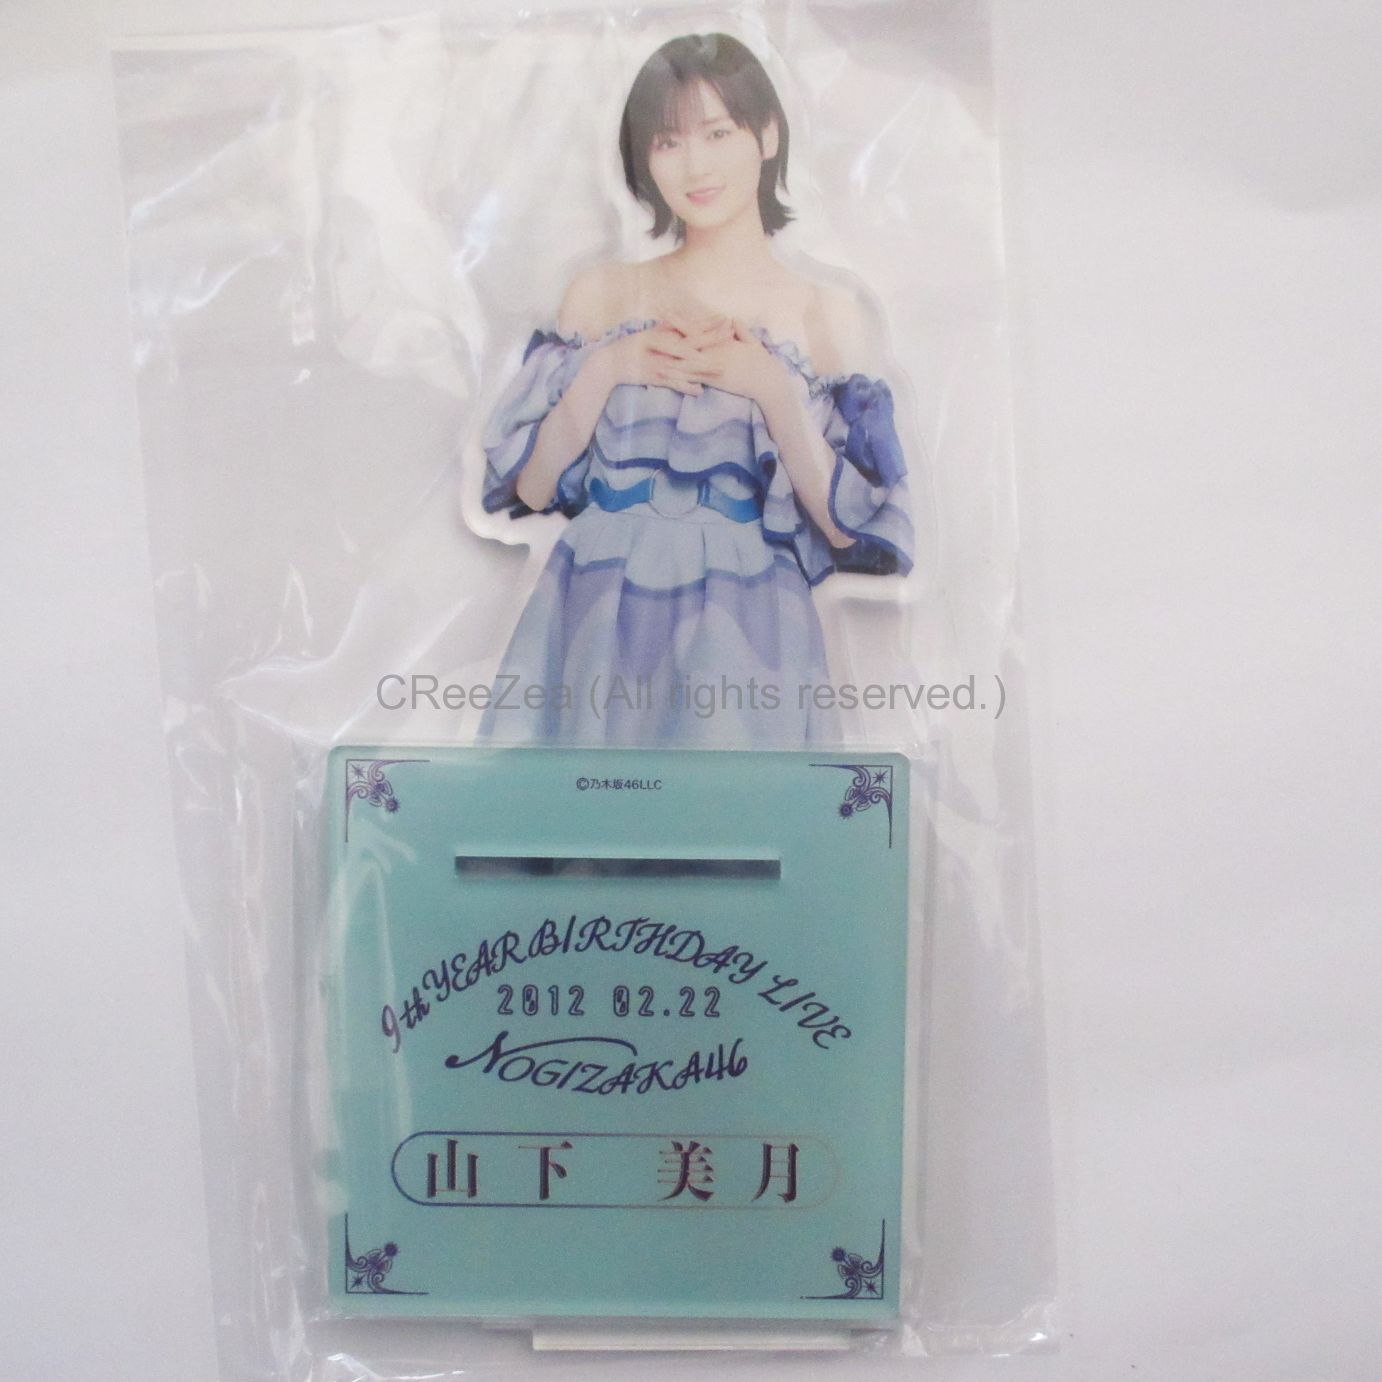 CReeZea (All rights reserved.)
©乃木坂46LLC
9th YEAR BIRTHDAY LIVE
2012 02.22
NOGIZAKA46
山下 美月